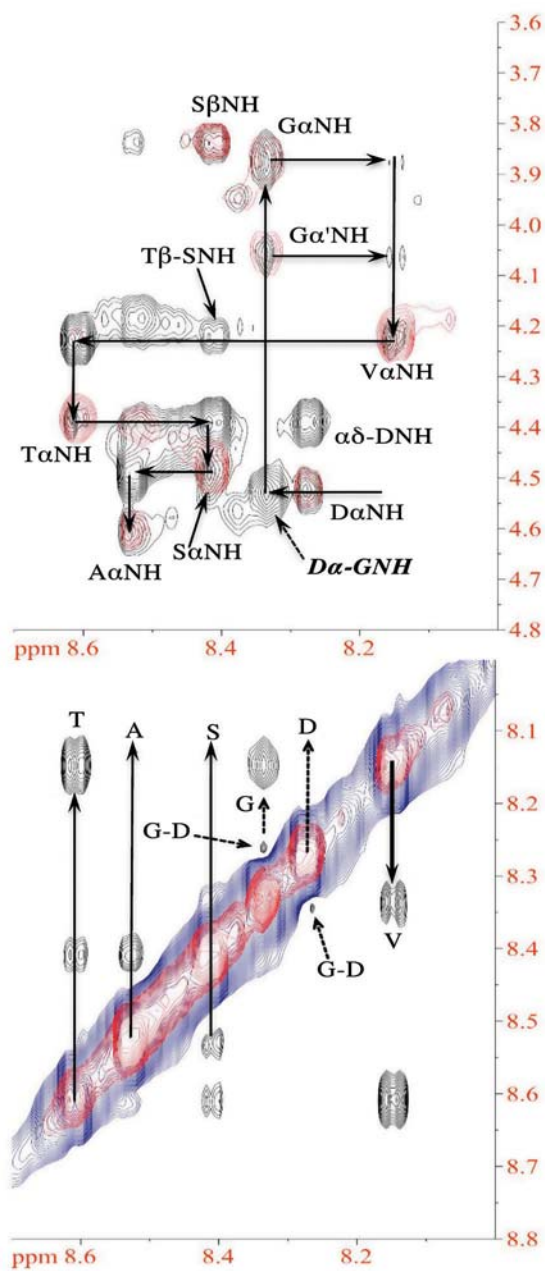 3.6
3.7
SβNH
GαNH
3.8
3.9
4.0
Gα'NH
Tβ-SNH
4.1
4.2
VαNH
4.3
αδ-DNH
4.4
TαNH
DαNH
4.5
SαNH
Dα-GNH
AαNH
4.6
4.7
4.8
ppm 8.6 8.4 8.2
T A S D
8.1
G
8.2
G-D
8.3
V
G-D
8.4
8.5
8.6
8.7
8.8
ppm 8.6 8.4 8.2